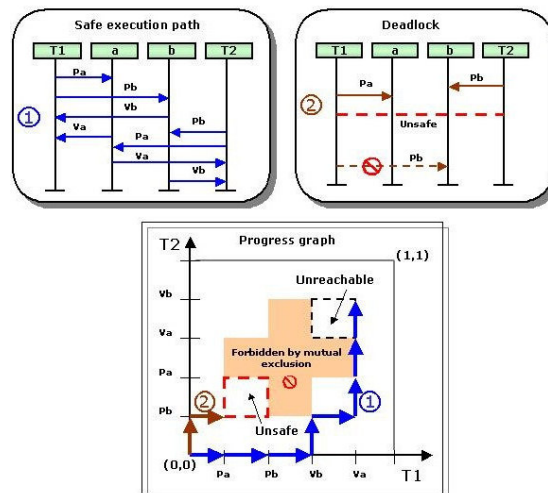 Safe execution path
T1 a b T2
Pa
Pb
Vb
Pb
Va
Pa
Va
Vb
1
Deadlock
T1 a b T2
Pb
Pa
2
Unsafe
Pb
Progress graph
T2
(1,1)
Unreachable
Vb
Va
Forbidden by mutual
exclusion
Pa
2
1
Pb
Unsafe
(0,0)
Pa Pb Vb Va
T1